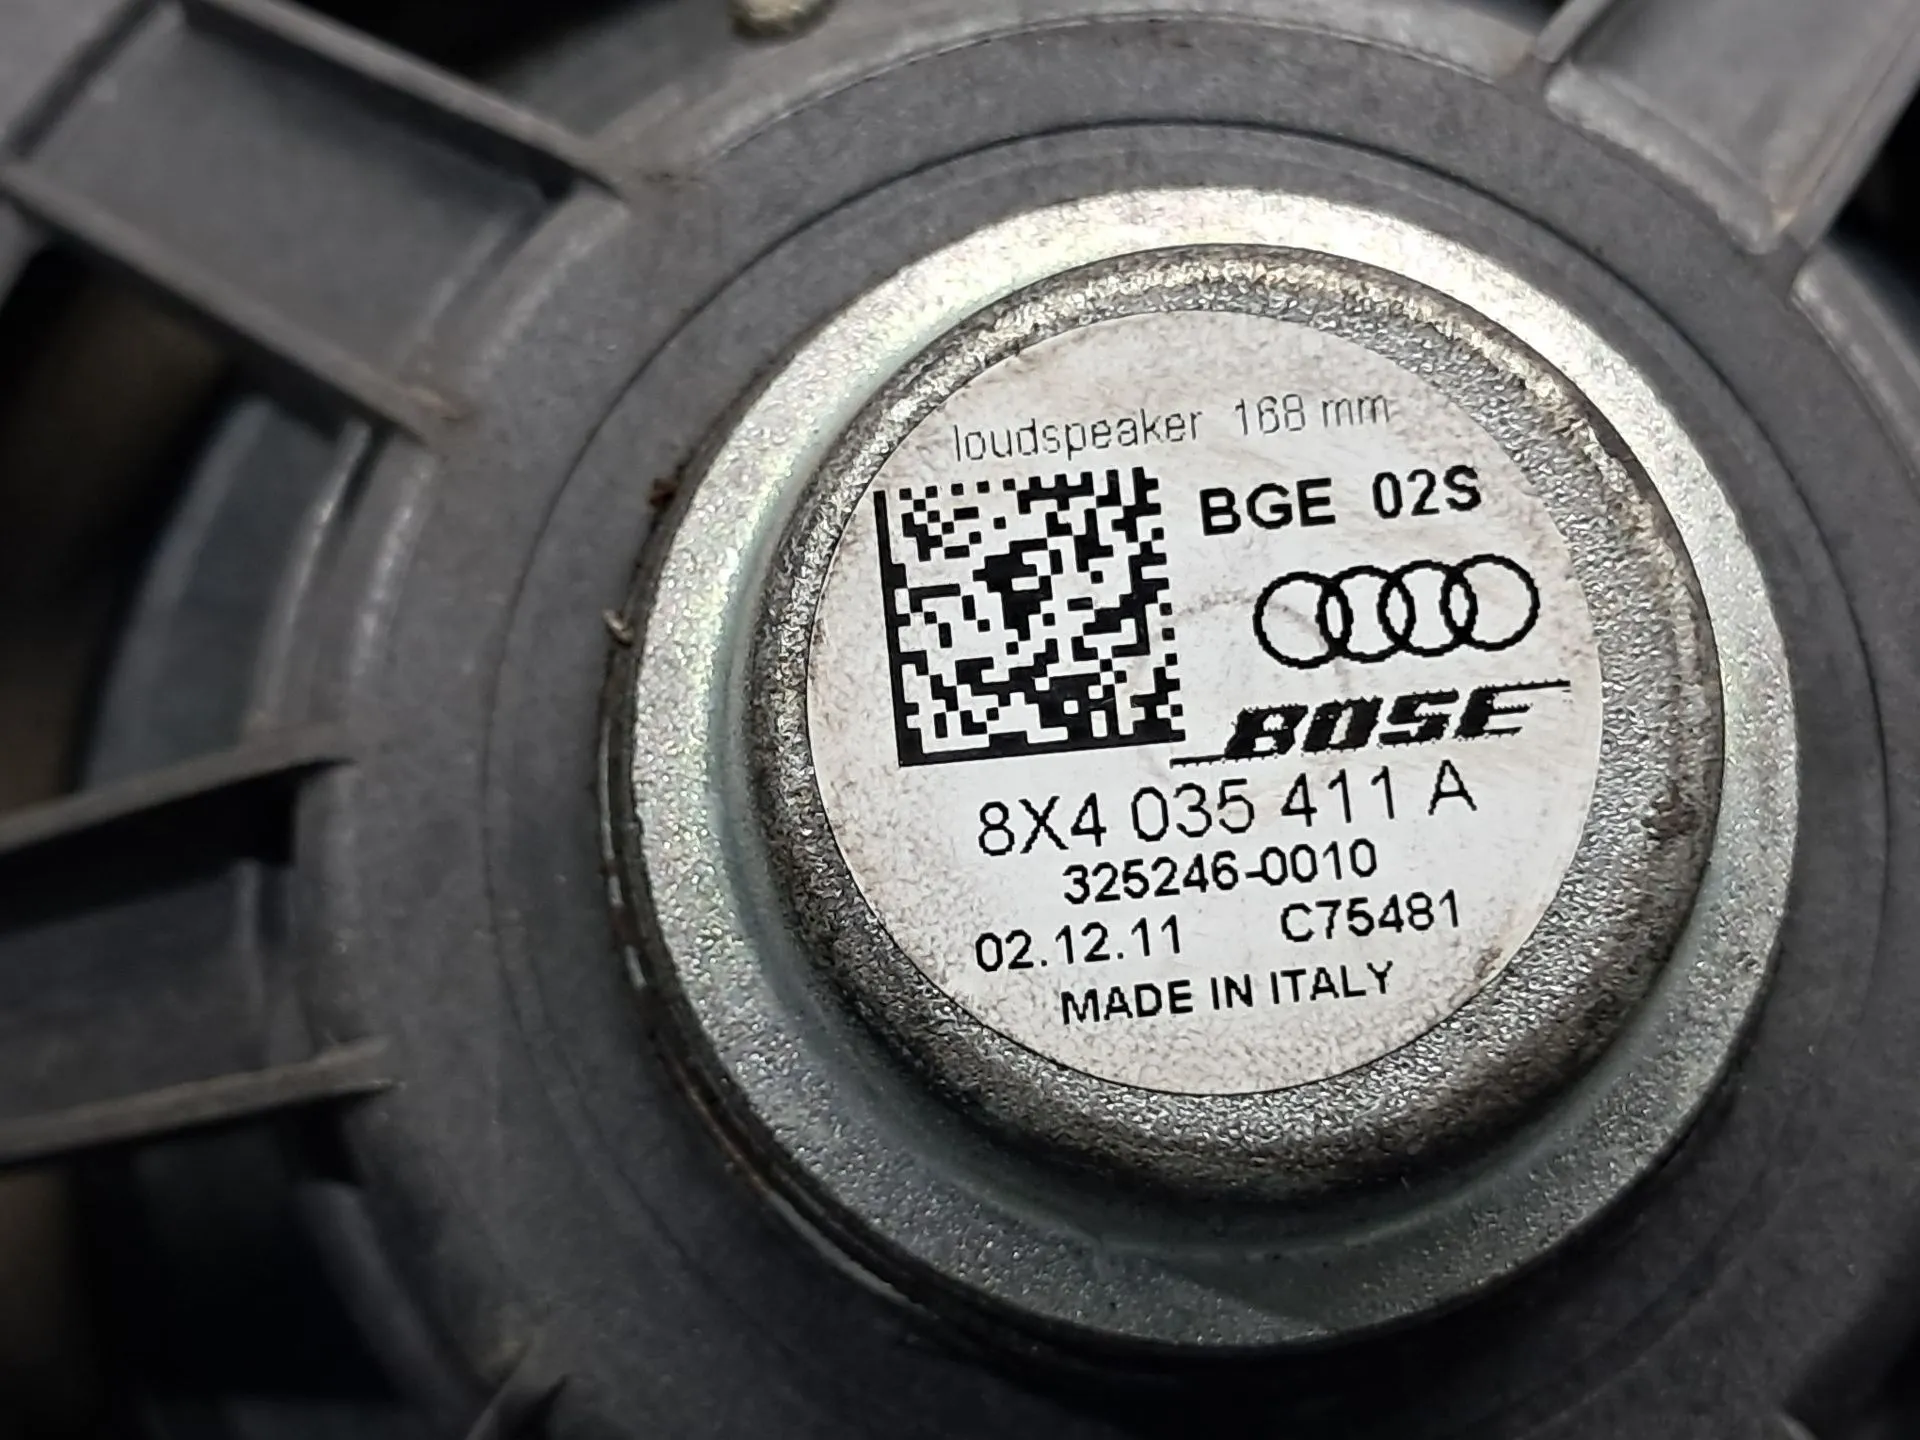 loudspeaker 168 mm
BGE 02S
BOSE
8X4 035 411 A
325246-0010
02.12.11 C75481
MADE IN ITALY